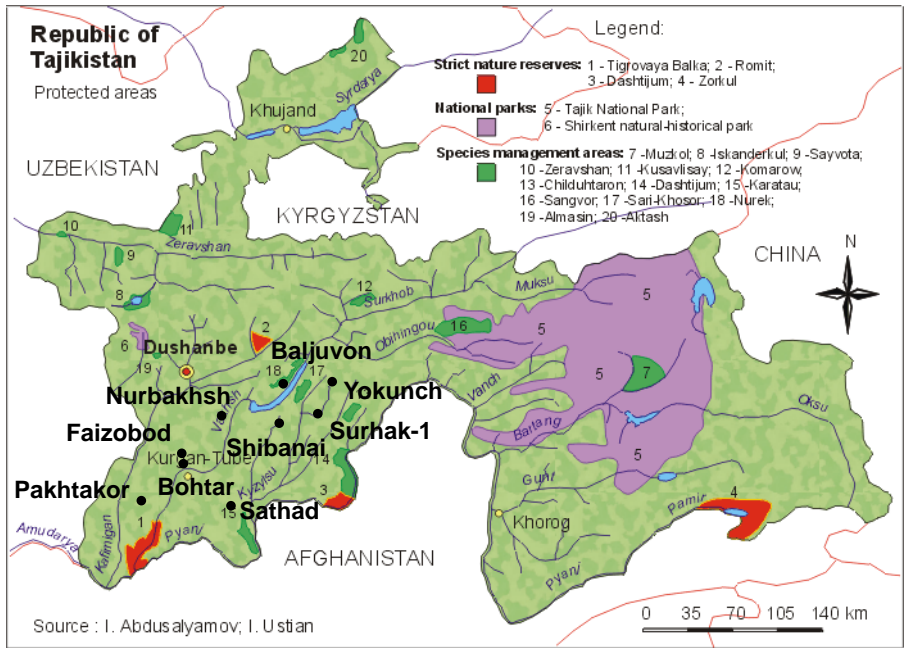 Republic of
Tajikistan
Protected areas
Legend:
Strict nature reserves: 1 - Tigrovaya Balka; 2 - Romit;
3 - Dashtijum; 4 - Zorkul
National parks: 5 - Tajik National Park;
6 - Shirkent natural-historical park
Species management areas: 7 -Muzkol; 8 -Iskanderkul; 9 -Sayvota;
10 -Zeravshan; 11 -Kusavlisay; 12 -Komarow;
13 -Childuhtaron; 14 -Dashtijum; 15 -Karatau;
16 -Sangvor; 17 -Sari-Khosor; 18 -Nurek;
19 -Almasin; 20 -Aktash
20
Khujand
Syrdarya
UZBEKISTAN
KYRGYZSTAN
CHINA
N
10
11
Zeravshan
9
8
12
Surkhob
Muksu
5
Obihingou
16
5
6
Dushanbe
2
19
Baljuvon
18
17
Yokunch
Vanch
5
7
Nurbakhsh
Vakhsh
Bartang
Oksu
Faizobod
Shibanai
Surhak-1
Kurgan-Tube
14
5
Pakhtakor
Bohtar
Kyzylsu
Gunt
1
15
Sathad
3
Pamir
4
Khorog
Amudarya
Kafirnigan
Pyanj
AFGHANISTAN
Pyanj
0 35 70 105 140 km
Source : I. Abdusalyamov; I. Ustian